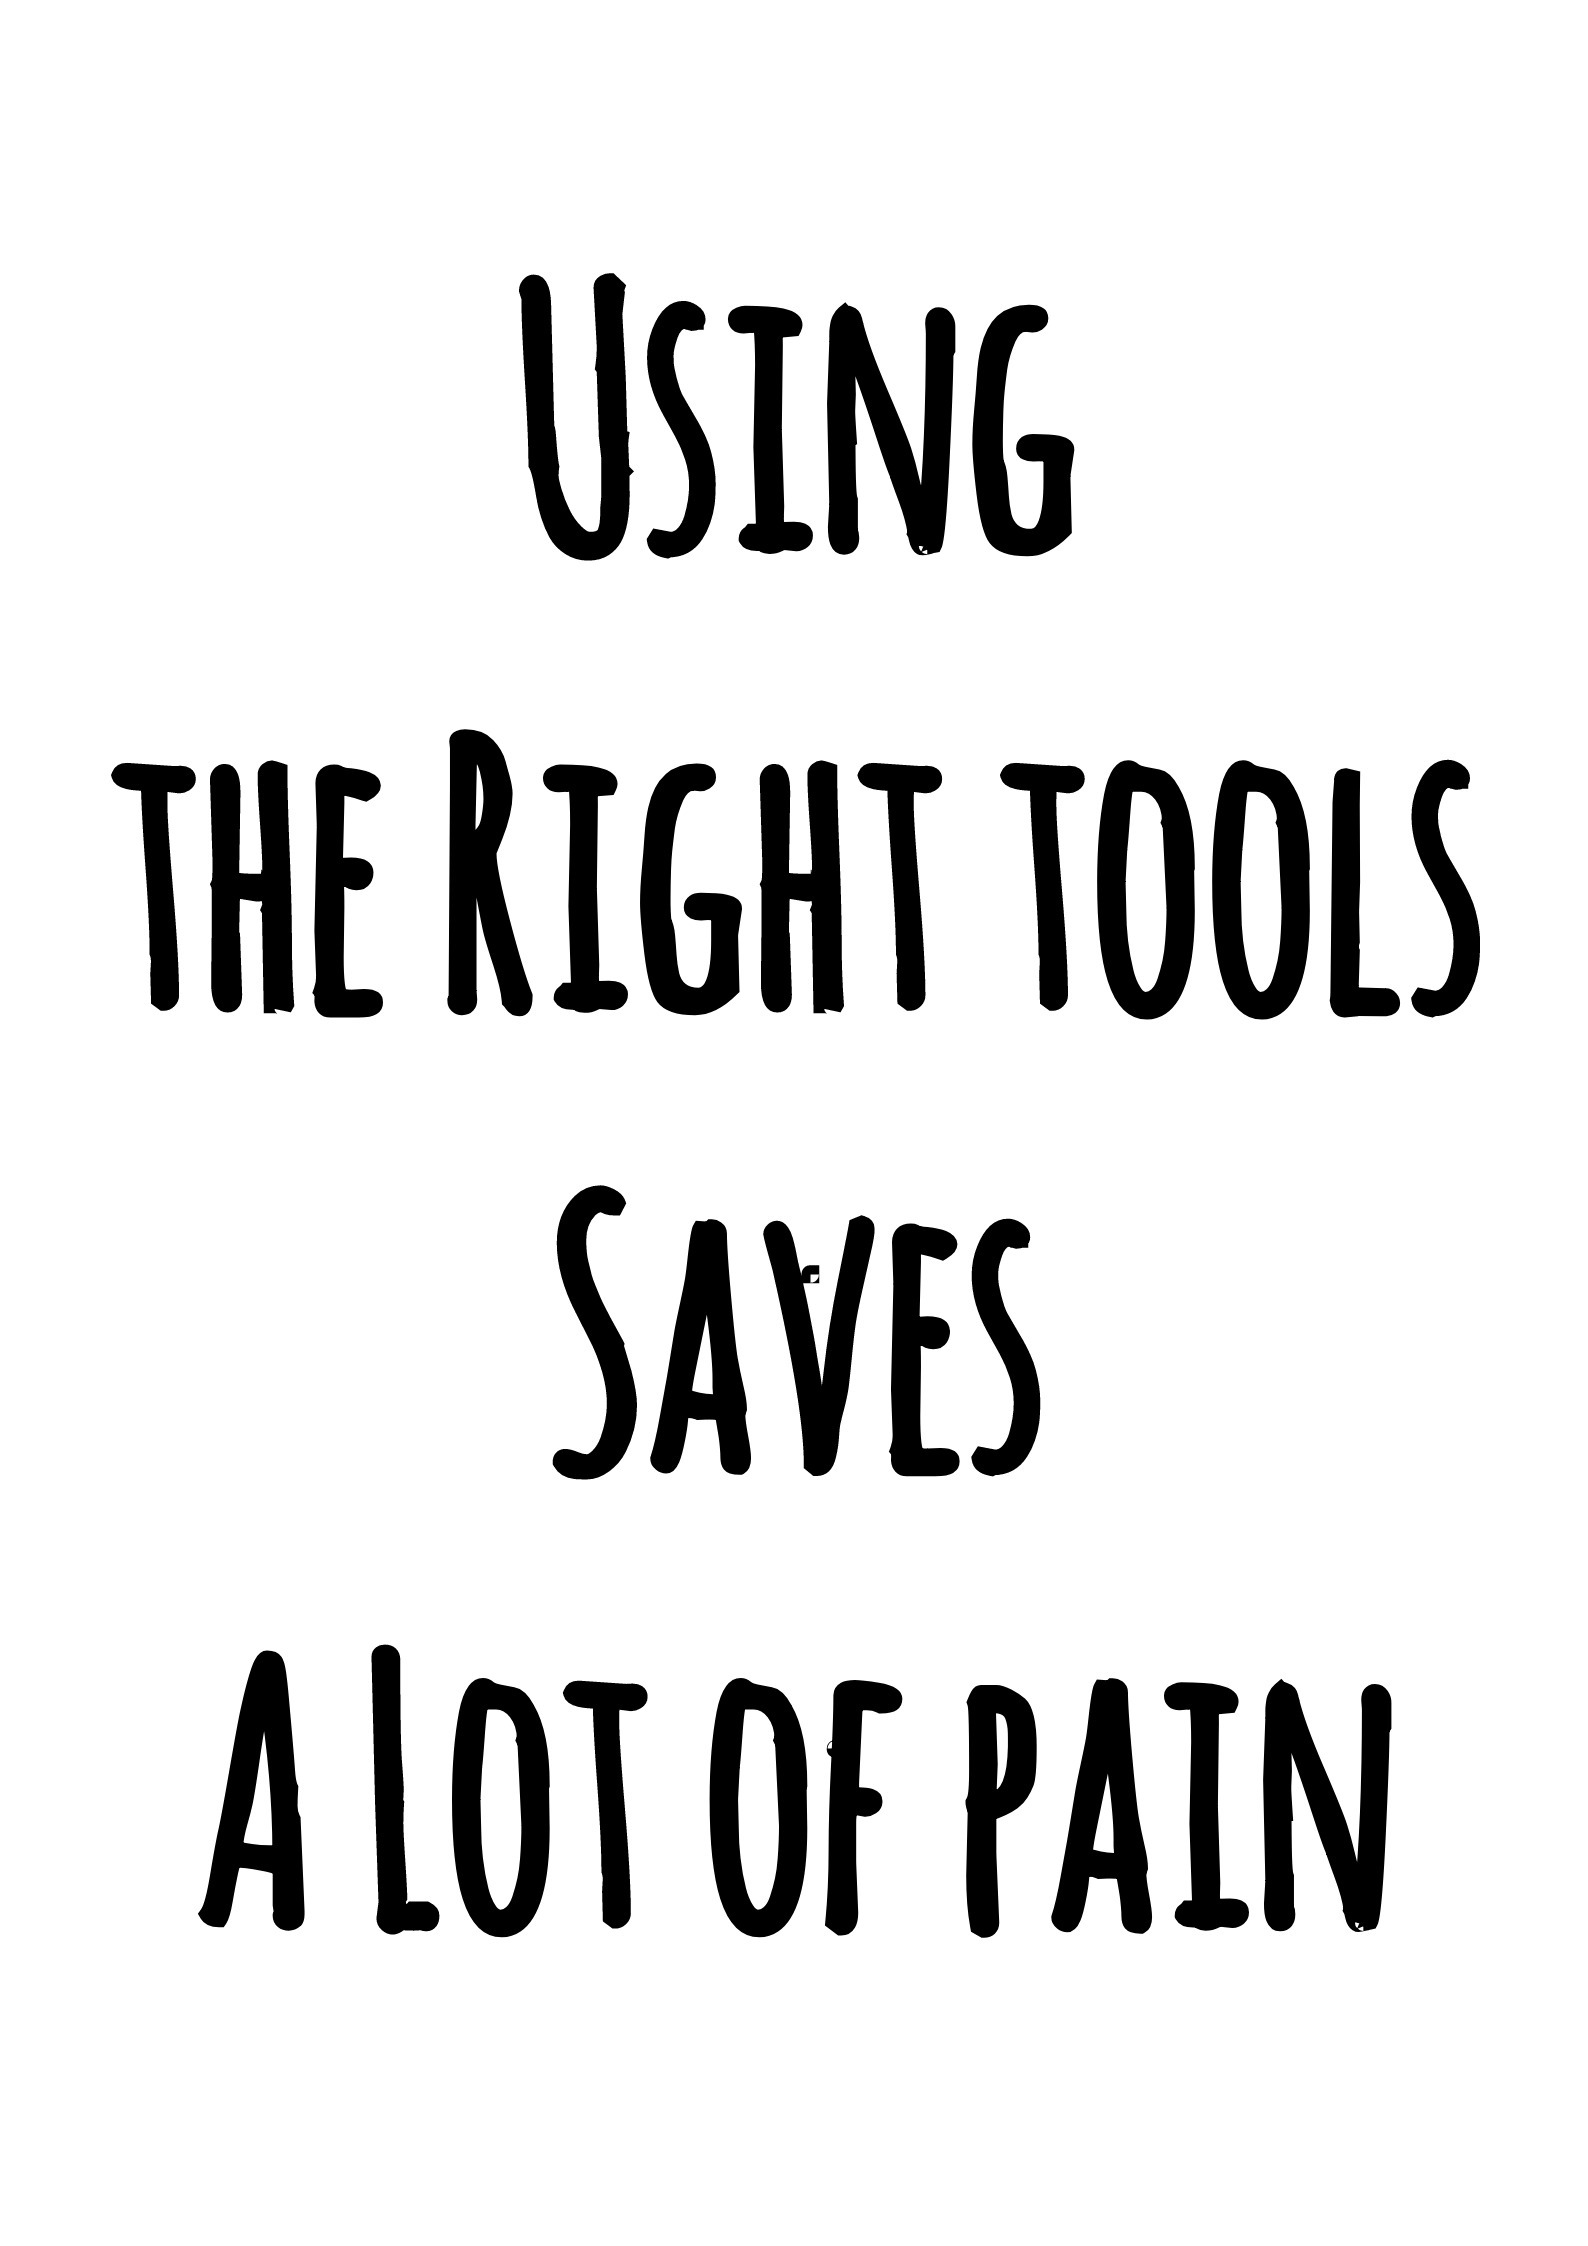 Using
the Right tools
Saves
A Lot of pain